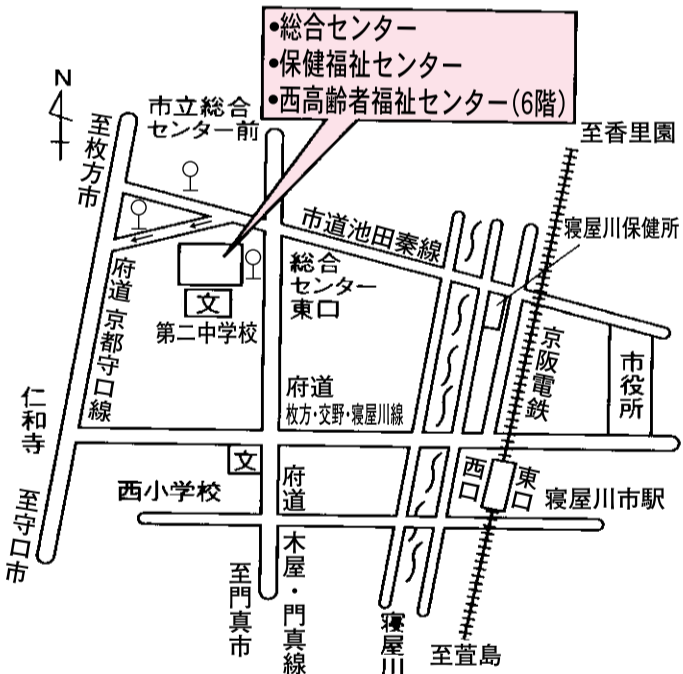 •総合センター
•保健福祉センター
•西高齢者福祉センター(6階)
N
市立総合
センター前
至枚方市
至香里園
市道池田秦線
寝屋川保健所
総合
センター
東口
文
第二中学校
府道 京都守口線
京阪電鉄
市役所
府道
枚方・交野・寝屋川線
仁和寺
文
西小学校
府道 木屋・門真線
西口
東口
寝屋川市駅
至守口市
至門真市
寝屋川
至萱島